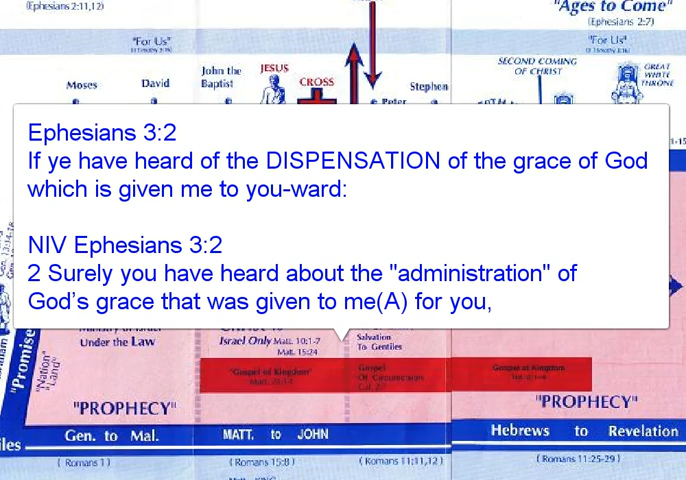 (Ephesians 2:11,12)
"Ages to Come"
(Ephesians 2:7)
"For Us"
"For Us"
Moses
David
John the
Baptist
JESUS
CROSS
Stephen
Peter
SECOND COMING
OF CHRIST
GREAT
WHITE
THRONE
Ephesians 3:2
If ye have heard of the DISPENSATION of the grace of God
which is given me to you-ward:
NIV Ephesians 3:2
2 Surely you have heard about the "administration" of
God's grace that was given to me(A) for you,
Under the Law
Israel Only Matt. 10:1-7
Matt. 15:24
Salvation
To Gentiles
"Promise
"Nation"
"Land"
"Gospel of Kingdom"
Gospel
Of Circumcision
Gospel of Kingdom
"PROPHECY"
"PROPHECY"
Gen. to Mal.
MATT. to JOHN
Hebrews to Revelation
iles
( Romans 1 )
( Romans 15:8 )
( Romans 11:11,12 )
( Romans 11:25-29 )